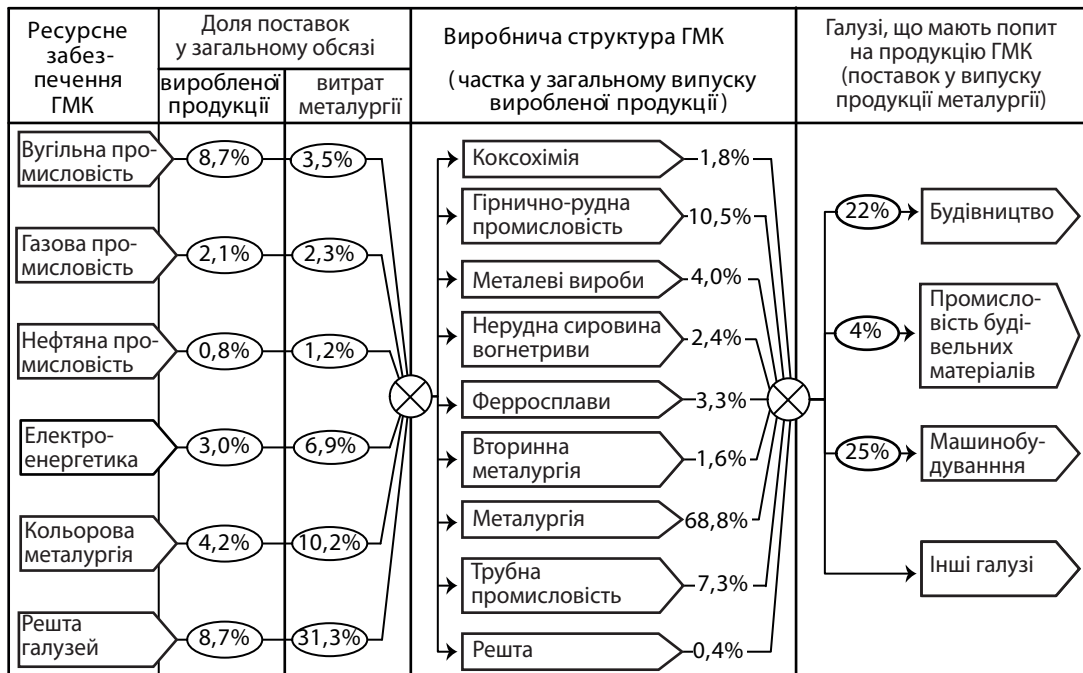 Ресурсне
забез-
печення
ГМК
Доля поставок
у загальному обсязі
виробленої
продукції
витрат
металургії
Виробнича структура ГМК
(частка у загальному випуску
виробленої продукції)
Галузі, що мають попит
на продукцію ГМК
(поставок у випуску
продукції металургії)
Вугільна про-
мисловість
8,7%
3,5%
Газова про-
мисловість
2,1%
2,3%
Нефтяна про-
мисловість
0,8%
1,2%
Електро-
енергетика
3,0%
6,9%
Кольорова
металургія
4,2%
10,2%
Решта
галузей
8,7%
31,3%
Коксохімія
1,8%
Гірнично-рудна
промисловість
10,5%
Металеві вироби
4,0%
Нерудна сировина
вогнетриви
2,4%
Ферросплави
3,3%
Вторинна
металургія
1,6%
Металургія
68,8%
Трубна
промисловість
7,3%
Решта
0,4%
22%
Будівництво
4%
Промисло-
вість буді-
вельних
матеріалів
25%
Машинобу-
дуванння
Інші галузі